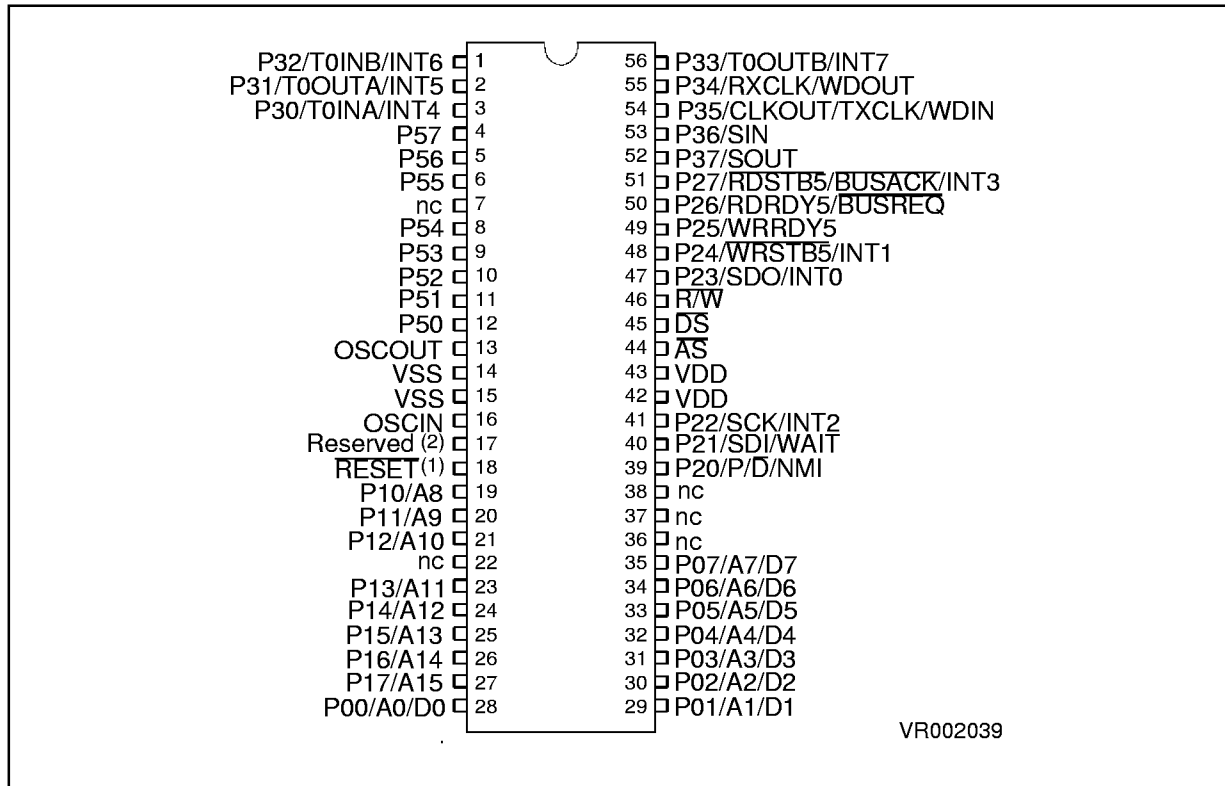 P32/T0INB/INT6 1 56 P33/T0OUTB/INT7
P31/T0OUTA/INT5 2 55 P34/RXCLK/WDOUT
P30/T0INA/INT4 3 54 P35/CLKOUT/TXCLK/WDIN
P57 4 53 P36/SIN
P56 5 52 P37/SOUT
P55 6 51 P27/RDSTB5/BUSACK/INT3
nc 7 50 P26/RDRDY5/BUSREQ
P54 8 49 P25/WRRDY5
P53 9 48 P24/WRSTB5/INT1
P52 10 47 P23/SDO/INT0
P51 11 46 R/W
P50 12 45 DS
OSCOUT 13 44 AS
VSS 14 43 VDD
VSS 15 42 VDD
OSCIN 16 41 P22/SCK/INT2
Reserved (2) 17 40 P21/SDI/WAIT
RESET (1) 18 39 P20/P/D/NMI
P10/A8 19 38 nc
P11/A9 20 37 nc
P12/A10 21 36 nc
nc 22 35 P07/A7/D7
P13/A11 23 34 P06/A6/D6
P14/A12 24 33 P05/A5/D5
P15/A13 25 32 P04/A4/D4
P16/A14 26 31 P03/A3/D3
P17/A15 27 30 P02/A2/D2
P00/A0/D0 28 29 P01/A1/D1
VR002039